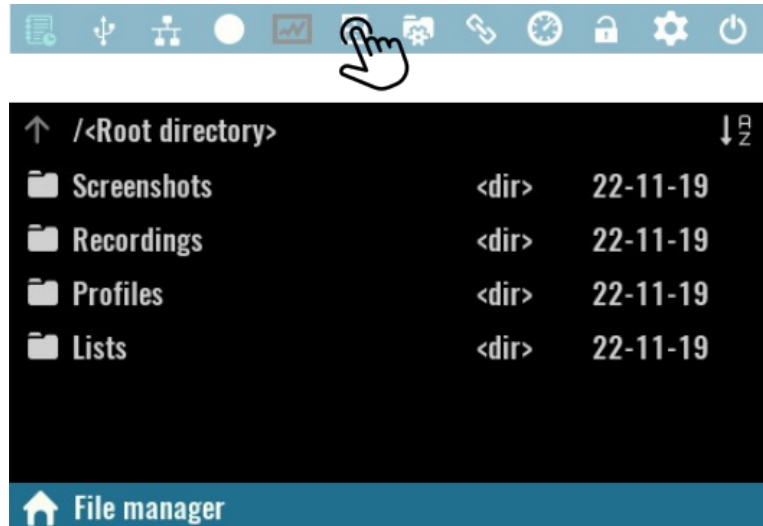 /<Root directory> A Z
Screenshots <dir> 22-11-19
Recordings <dir> 22-11-19
Profiles <dir> 22-11-19
Lists <dir> 22-11-19
File manager